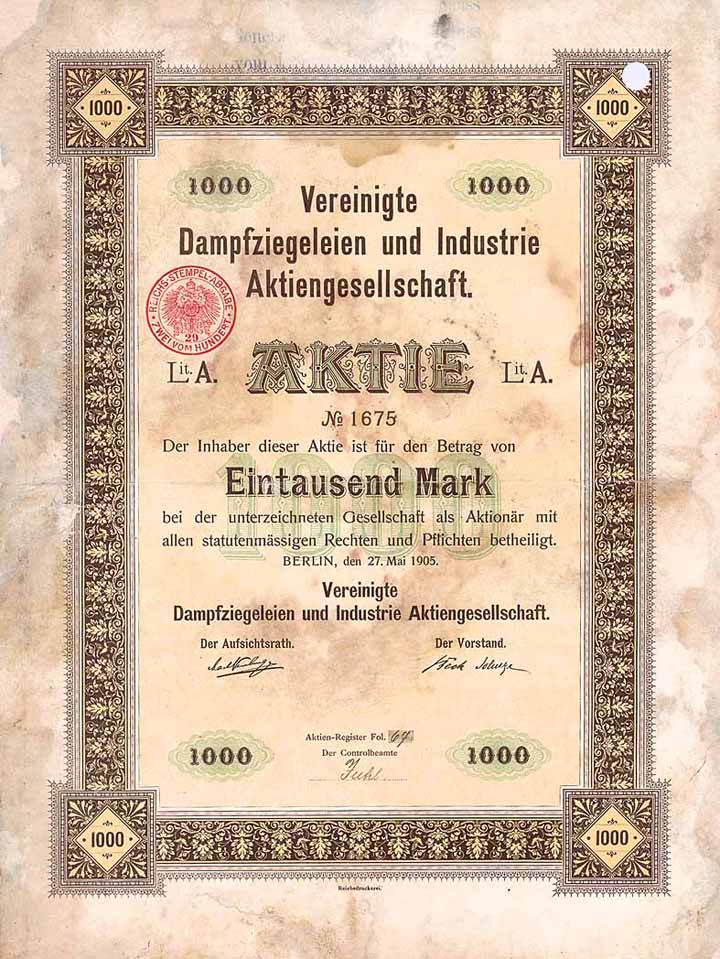 1000 1000
1000 1000
Vereinigte
Dampfziegeleien und Industrie
Aktiengesellschaft.
REICHS-STEMPEL-ABGABE
29
ZWEI VOM HUNDERT
Lit. A. AKTIE Lit. A.
№ 1675
Der Inhaber dieser Aktie ist für den Betrag von
1000
Eintausend Mark
bei der unterzeichneten Gesellschaft als Aktionär mit
allen statutenmässigen Rechten und Pflichten betheiligt.
BERLIN, den 27. Mai 1905.
Vereinigte
Dampfziegeleien und Industrie Aktiengesellschaft.
Der Aufsichtsrath. Der Vorstand.
Aktien-Register Fol. 67
Der Controlbeamte
1000 1000
1000 1000
Reichsdruckerei.